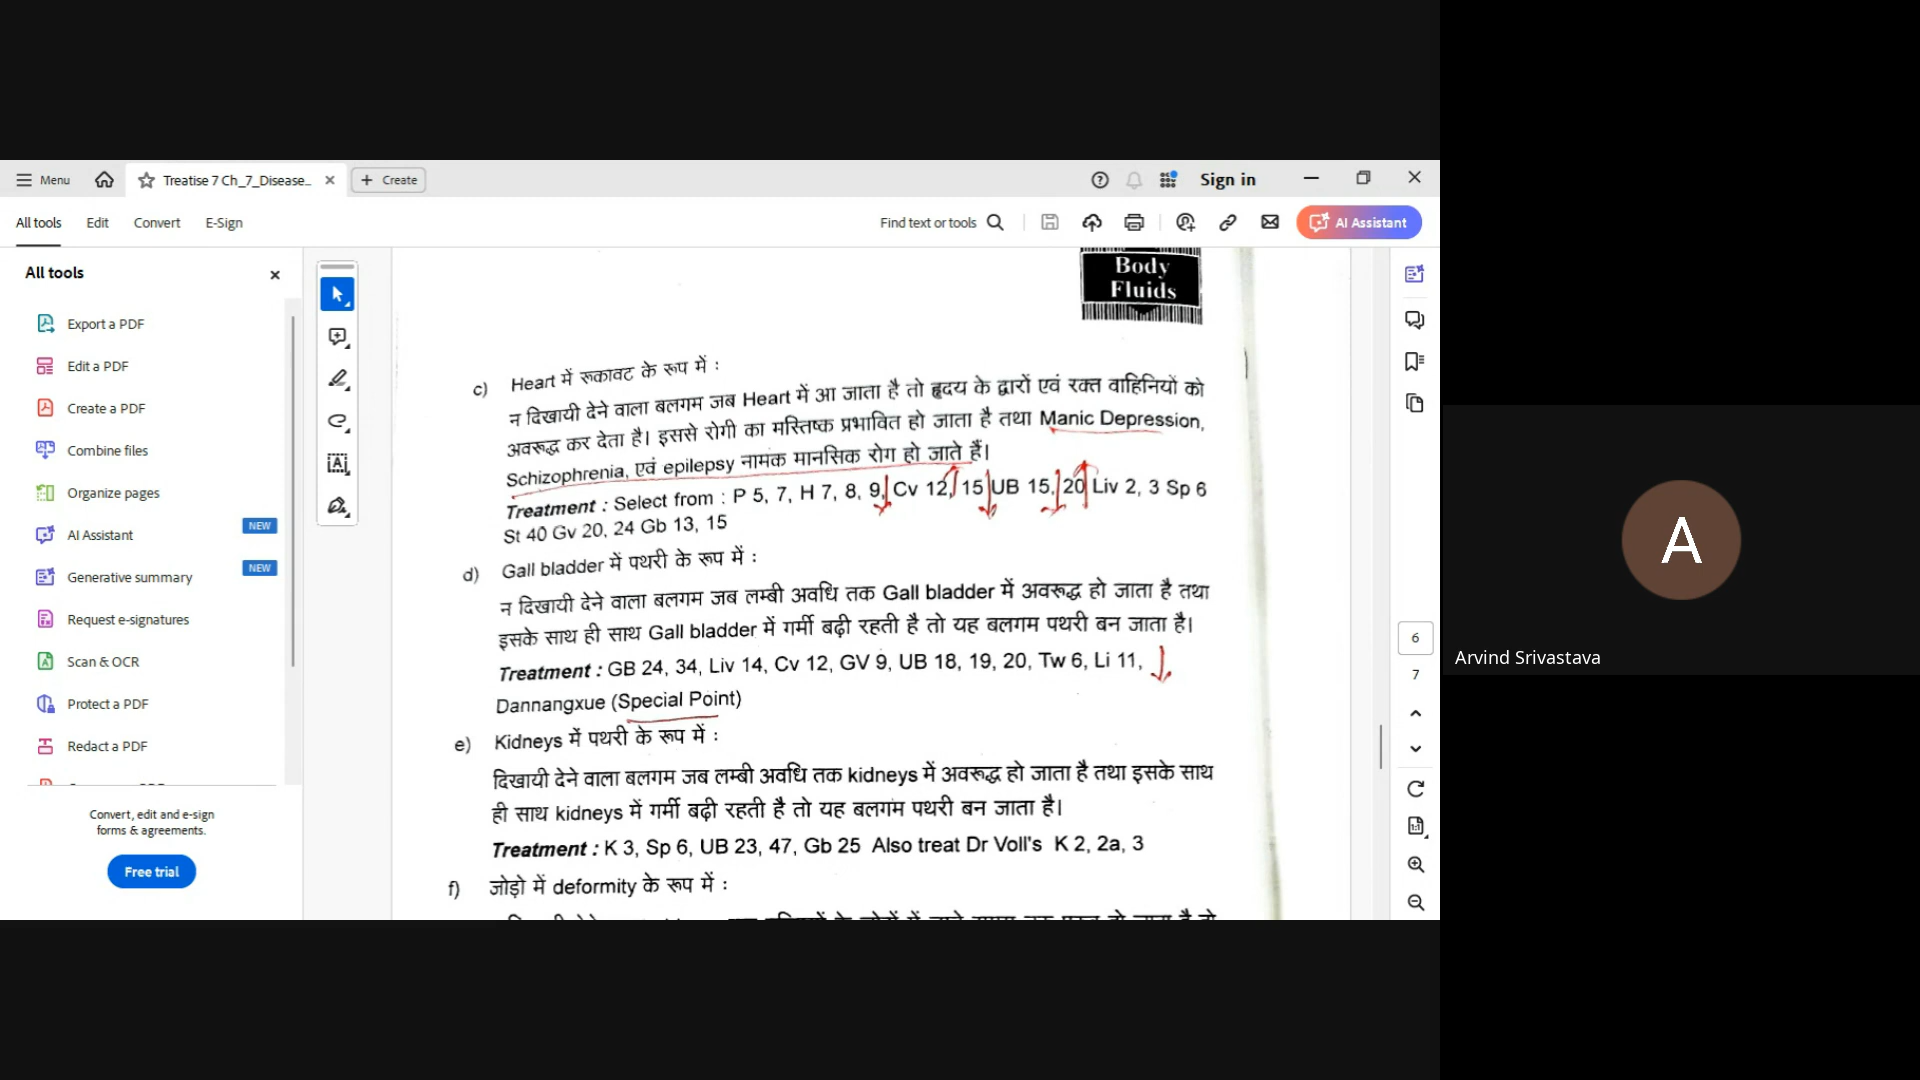 Menu
Treatise 7 Ch_7_Disease...
Create
Sign in
All tools
Edit
Convert
E-Sign
Find text or tools
AI Assistant
All tools
Export a PDF
Edit a PDF
Create a PDF
Combine files
Organize pages
AI Assistant
NEW
Generative summary
NEW
Request e-signatures
Scan & OCR
Protect a PDF
Redact a PDF
Convert, edit and e-sign
forms & agreements.
Free trial
Body
Fluids
c) Heart में रूकावट के रूप में :
न दिखायी देने वाला बलगम जब Heart में आ जाता है तो हृदय के द्वारों एवं रक्त वाहिनियों को
अवरूद्ध कर देता है। इससे रोगी का मस्तिष्क प्रभावित हो जाता है तथा Manic Depression,
Schizophrenia, एवं epilepsy नामक मानसिक रोग हो जाते हैं।
Treatment : Select from : P 5, 7, H 7, 8, 9, Cv 12, 15 UB 15, 20 Liv 2, 3 Sp 6
St 40 Gv 20, 24 Gb 13, 15
d) Gall bladder में पथरी के रूप में :
न दिखायी देने वाला बलगम जब लम्बी अवधि तक Gall bladder में अवरूद्ध हो जाता है तथा
इसके साथ ही साथ Gall bladder में गर्मी बढ़ी रहती है तो यह बलगम पथरी बन जाता है।
Treatment : GB 24, 34, Liv 14, Cv 12, GV 9, UB 18, 19, 20, Tw 6, Li 11,
Dannangxue (Special Point)
e) Kidneys में पथरी के रूप में :
दिखायी देने वाला बलगम जब लम्बी अवधि तक kidneys में अवरूद्ध हो जाता है तथा इसके साथ
ही साथ kidneys में गर्मी बढ़ी रहती है तो यह बलगम पथरी बन जाता है।
Treatment : K 3, Sp 6, UB 23, 47, Gb 25 Also treat Dr Voll's K 2, 2a, 3
f) जोड़ो में deformity के रूप में :
6
7
A
Arvind Srivastava